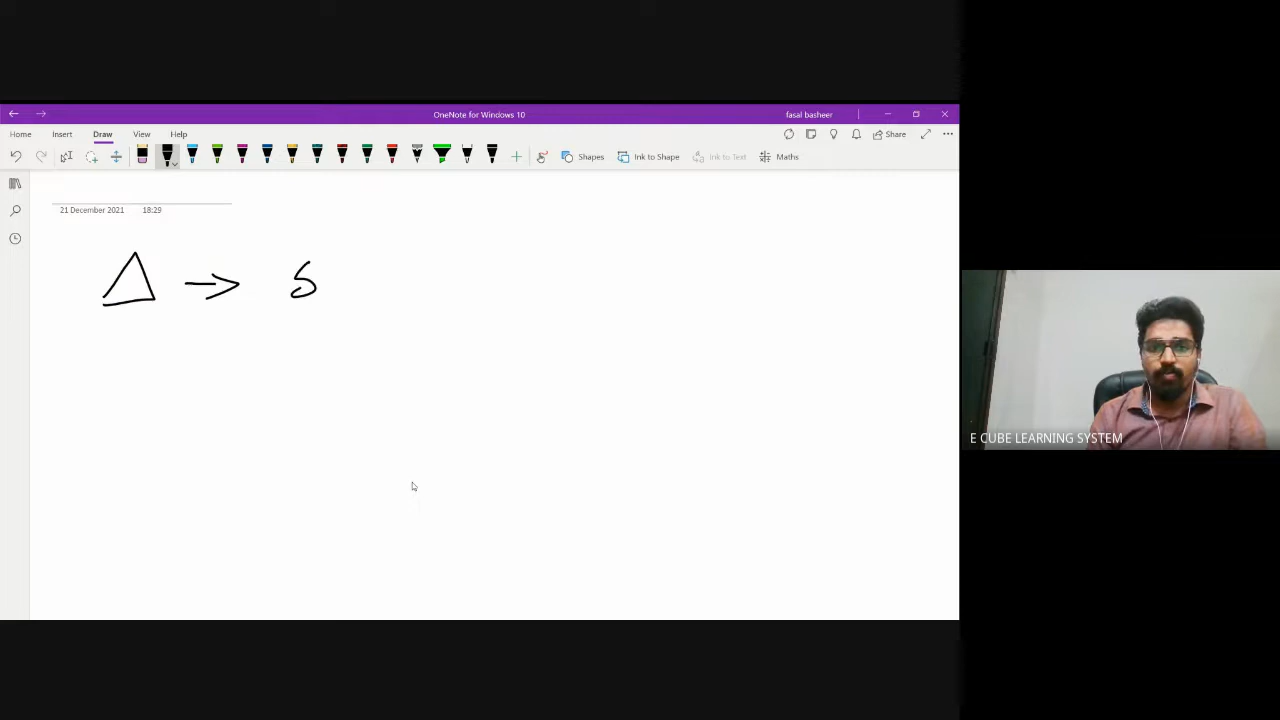 OneNote for Windows 10
fasal basheer
Home Insert Draw View Help
Share
Shapes Ink to Shape Ink to Text Maths
21 December 2021 18:29
Δ → δ
E CUBE LEARNING SYSTEM